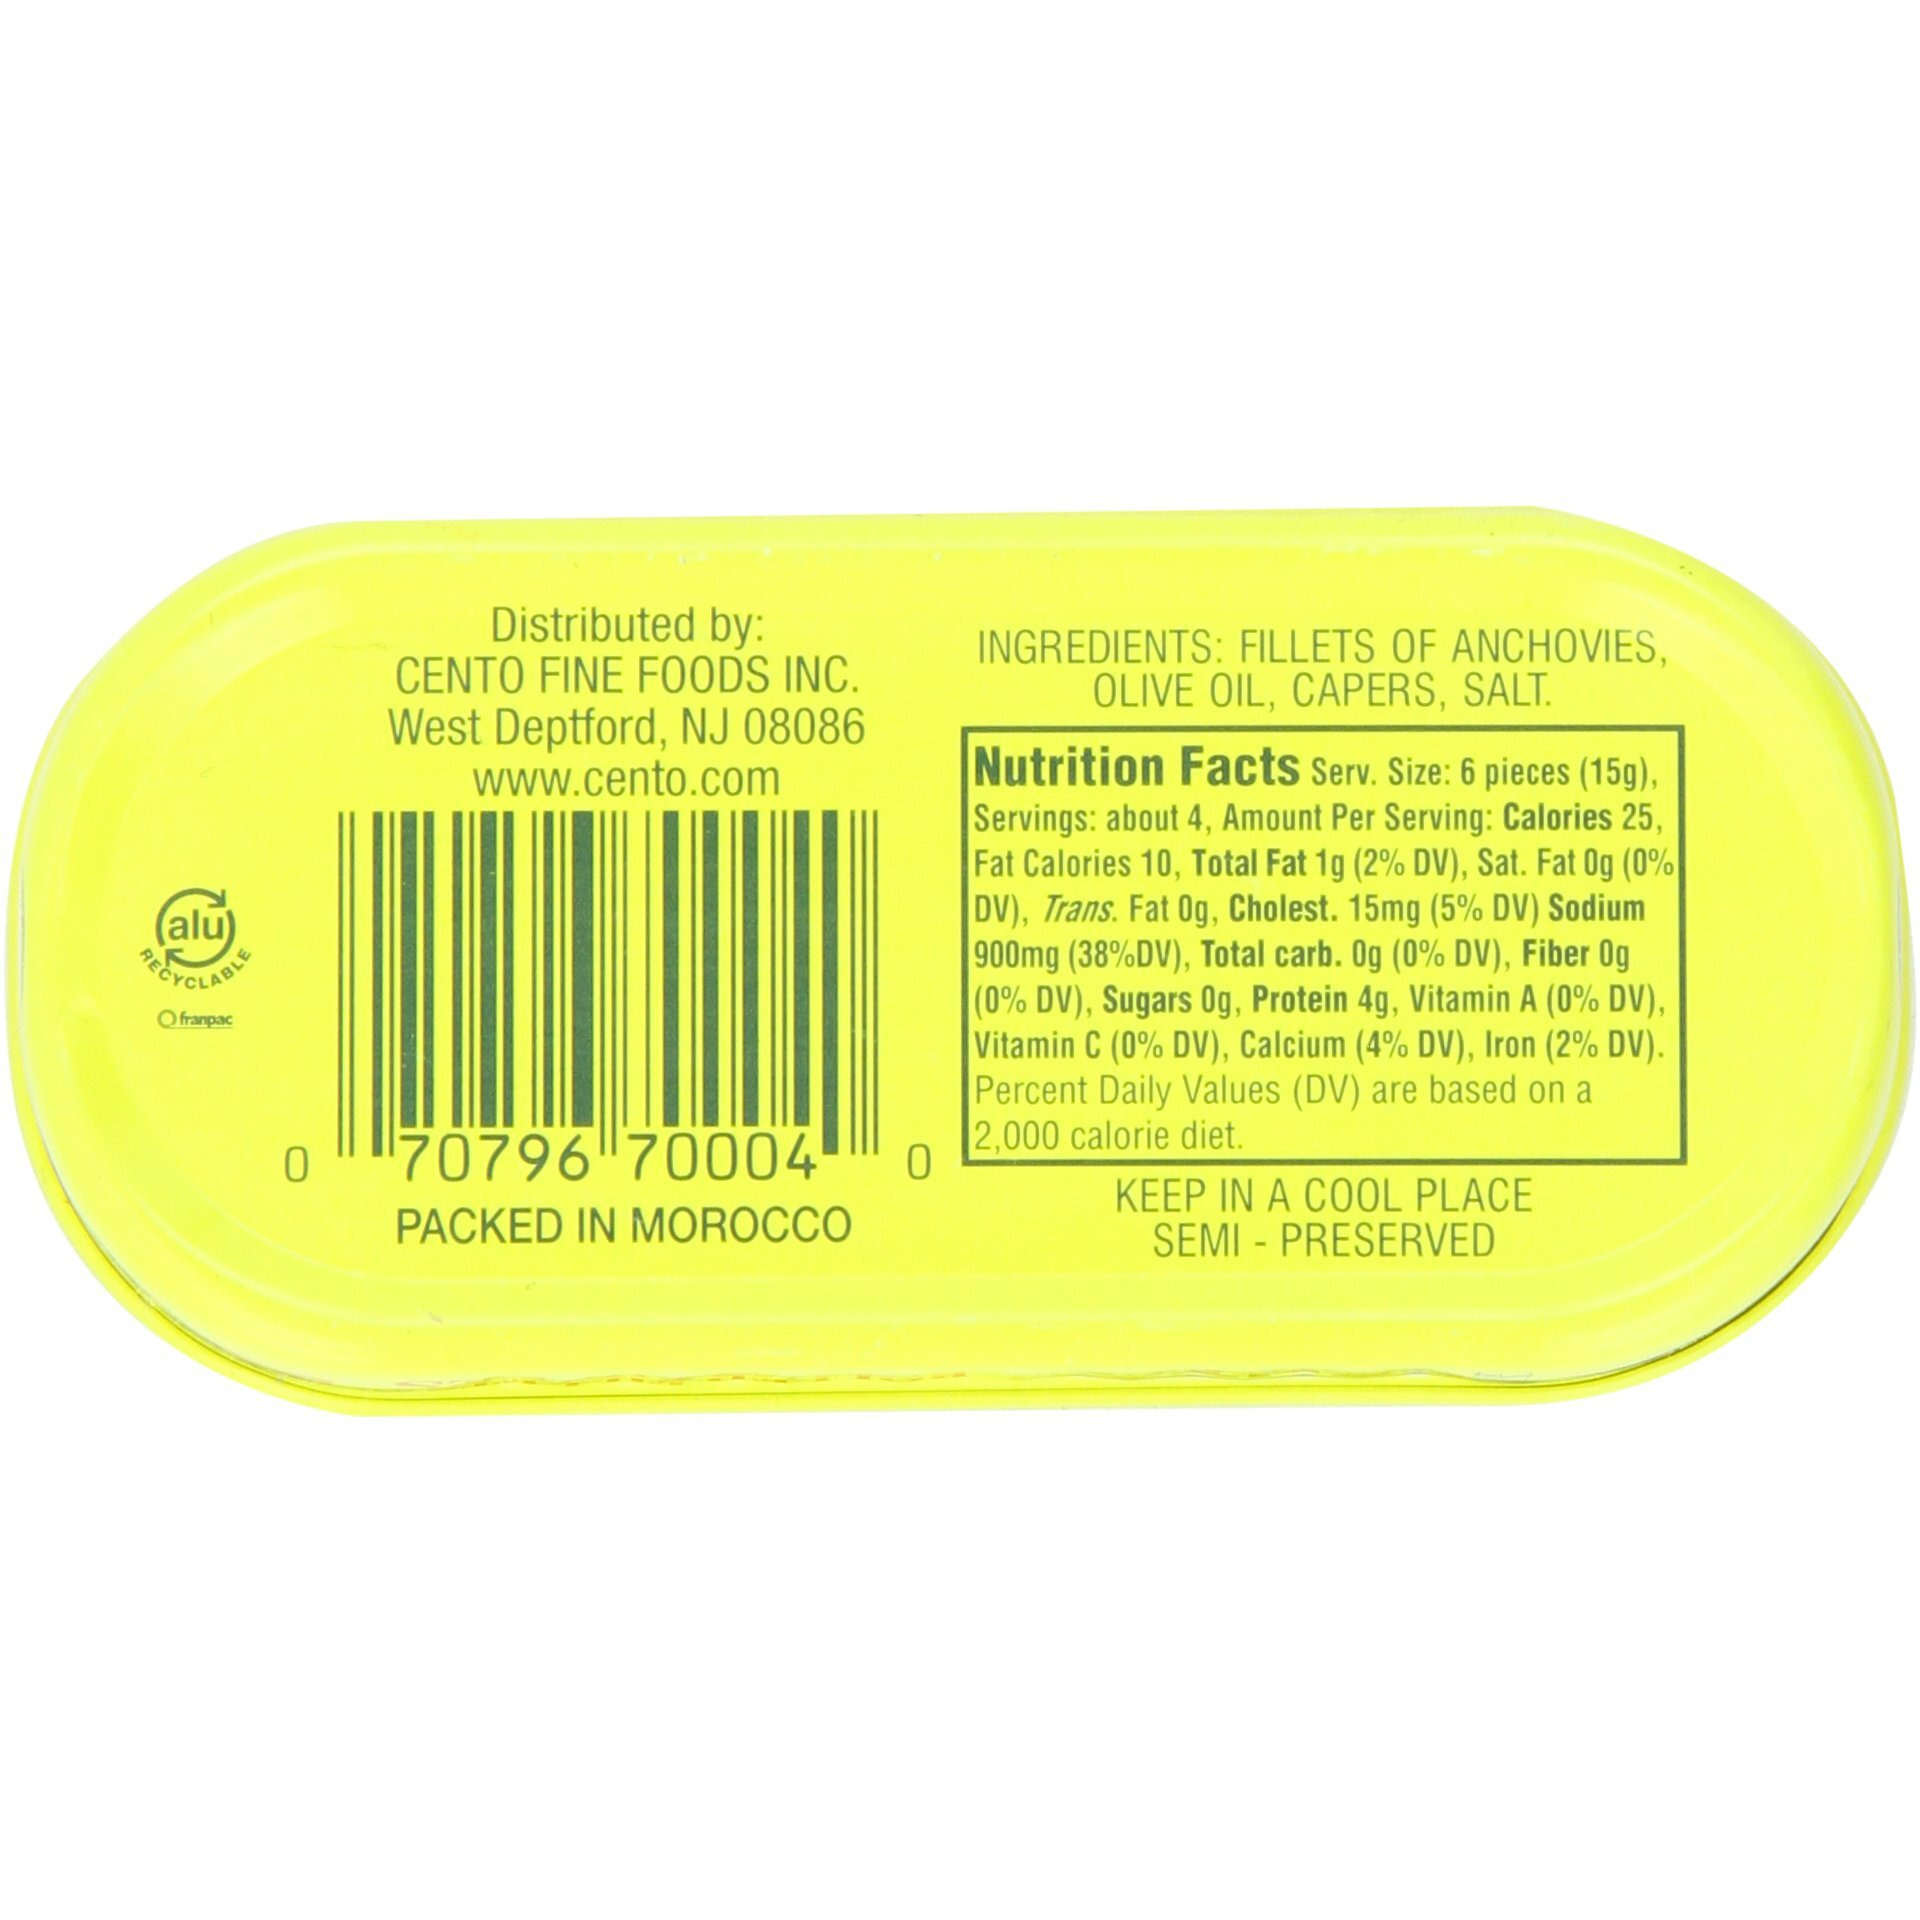 Distributed by:
CENTO FINE FOODS INC.
West Deptford, NJ 08086
www.cento.com
0 70796 70004 0
PACKED IN MOROCCO
alu
RECYCLABLE
franpac
INGREDIENTS: FILLETS OF ANCHOVIES,
OLIVE OIL, CAPERS, SALT.
Nutrition Facts Serv. Size: 6 pieces (15g),
Servings: about 4, Amount Per Serving: Calories 25,
Fat Calories 10, Total Fat 1g (2% DV), Sat. Fat 0g (0%
DV), Trans. Fat 0g, Cholest. 15mg (5% DV) Sodium
900mg (38%DV), Total carb. 0g (0% DV), Fiber 0g
(0% DV), Sugars 0g, Protein 4g, Vitamin A (0% DV),
Vitamin C (0% DV), Calcium (4% DV), Iron (2% DV).
Percent Daily Values (DV) are based on a
2,000 calorie diet.
KEEP IN A COOL PLACE
SEMI - PRESERVED